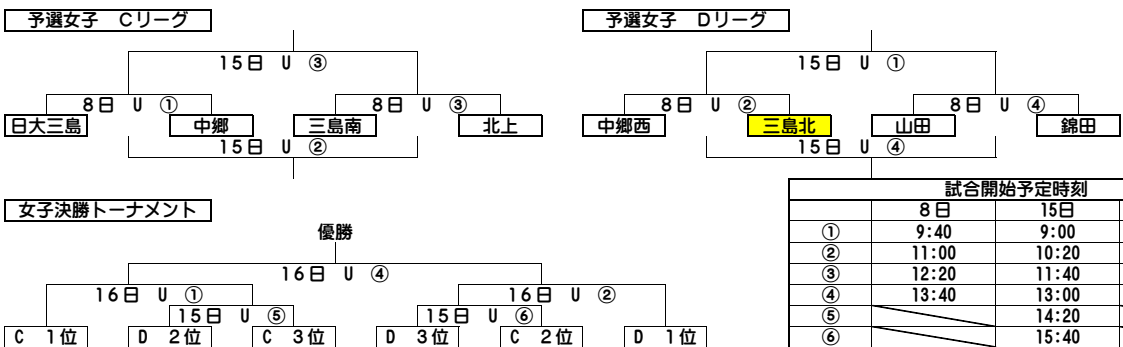 予選女子 Cリーグ
予選女子 Dリーグ
15日 U ③
15日 U ①
8日 U ①
8日 U ③
8日 U ②
8日 U ④
日大三島 中郷 三島南 北上
中郷西 三島北 山田 錦田
15日 U ②
15日 U ④
女子決勝トーナメント
優勝
16日 U ④
16日 U ①
16日 U ②
15日 U ⑤
15日 U ⑥
C 1位 D 2位 C 3位 D 3位 C 2位 D 1位
試合開始予定時刻
8日 15日
① 9:40 9:00
② 11:00 10:20
③ 12:20 11:40
④ 13:40 13:00
⑤ 14:20
⑥ 15:40